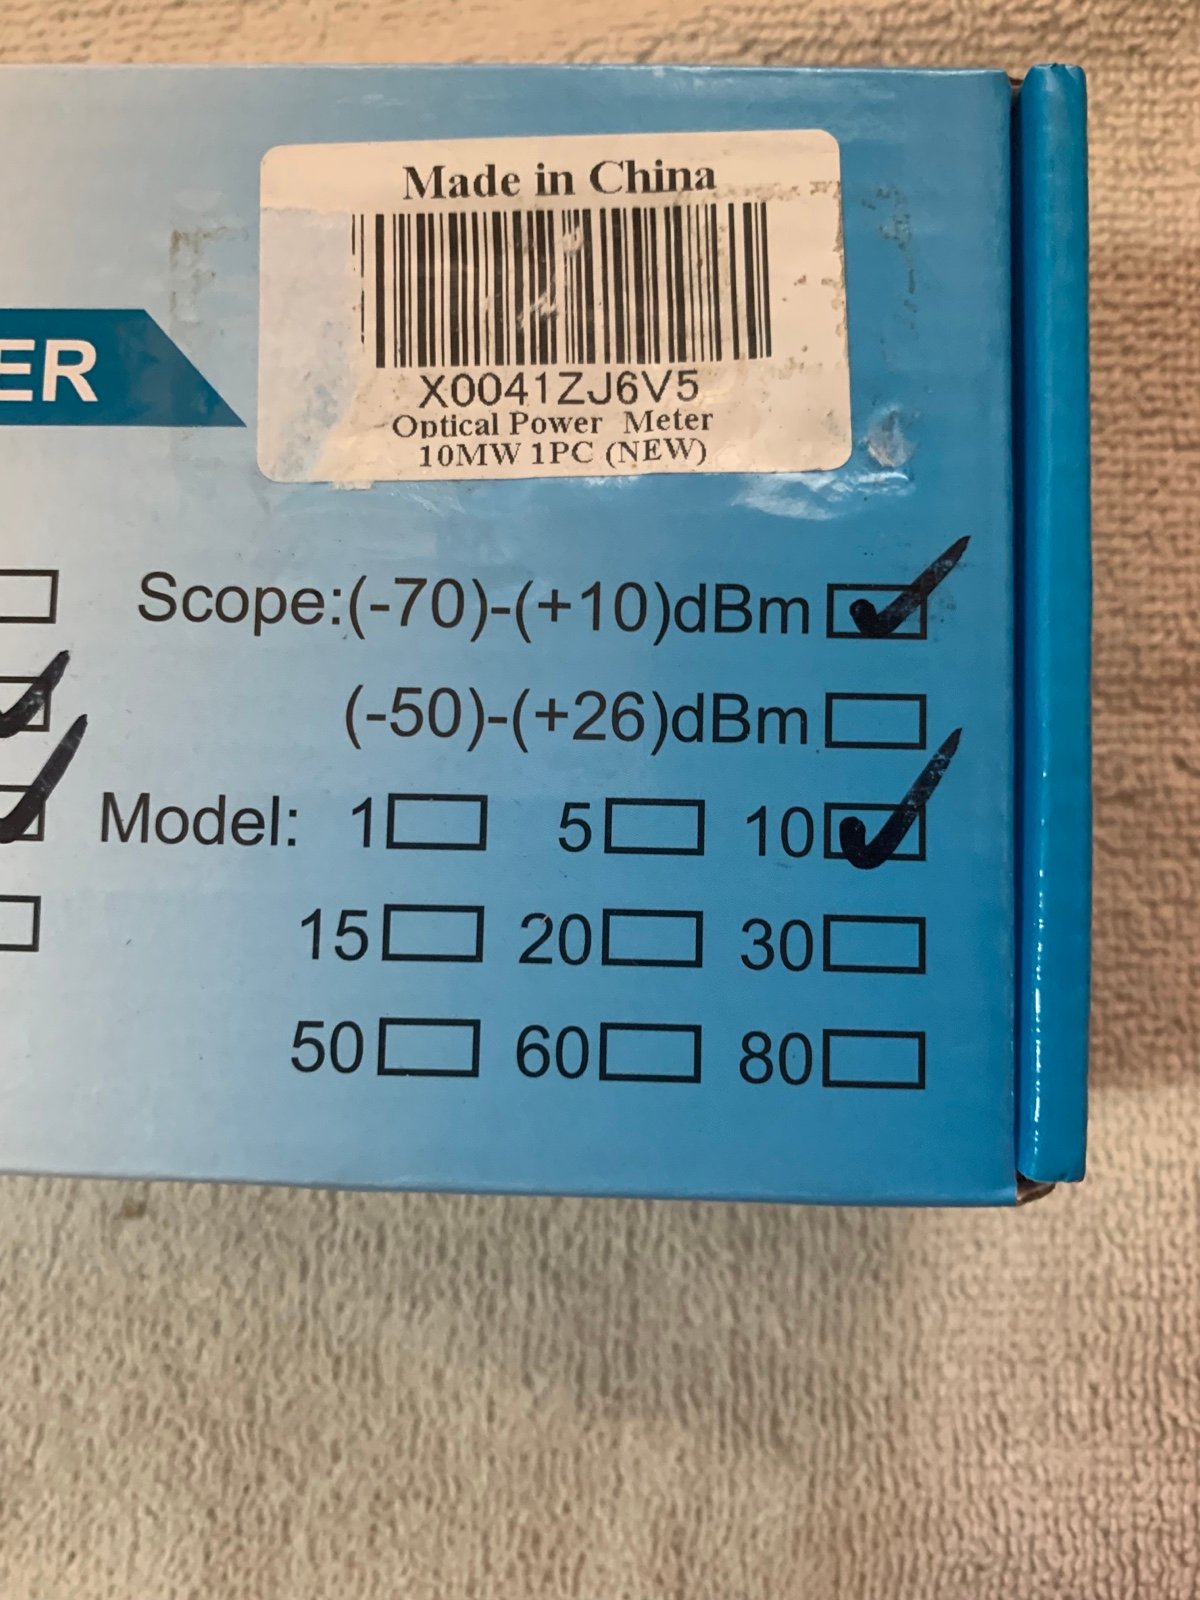 Made in China
X0041ZJ6V5
Optical Power Meter
10MW 1PC (NEW)
ER
Scope:(-70)-(+10)dBm
(-50)-(+26)dBm
Model: 1 5 10
15 20 30
50 60 80